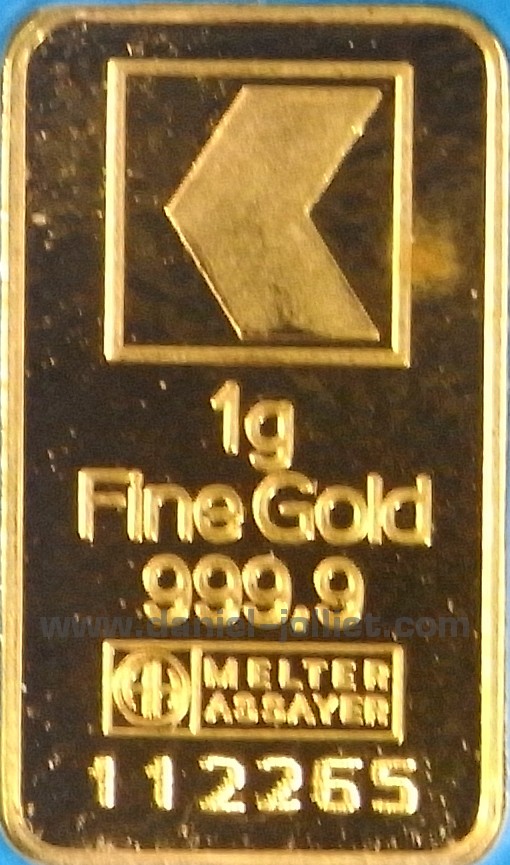 1g
Fine Gold
999.9
www.daniel-jolliet.com
MELTER
ASSAYER
112265